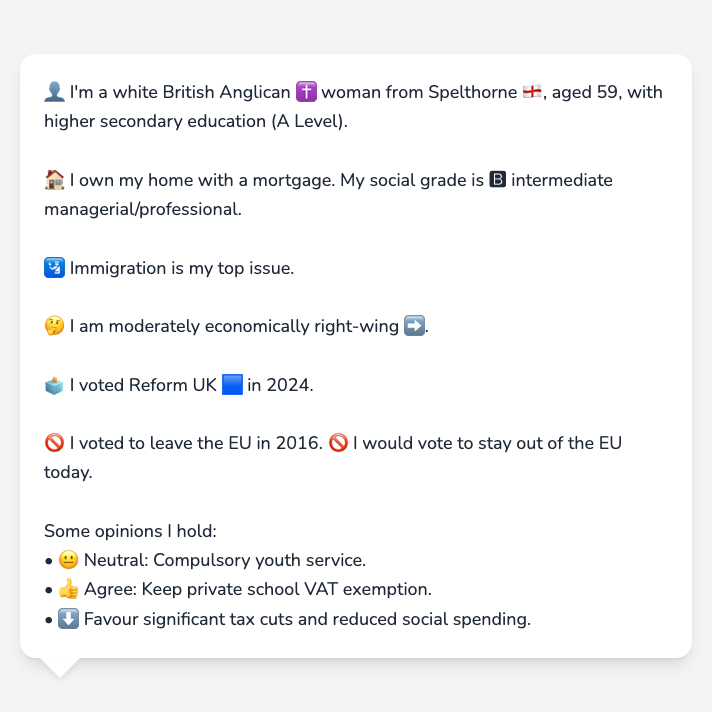 👤 I'm a white British Anglican ✝️ woman from Spelthorne 🏴󠁧󠁢󠁥󠁮󠁧󠁿, aged 59, with
higher secondary education (A Level).
🏠 I own my home with a mortgage. My social grade is 🅱 intermediate
managerial/professional.
🛂 Immigration is my top issue.
🤔 I am moderately economically right-wing ➡️.
🗳️ I voted Reform UK 🟦 in 2024.
🚫 I voted to leave the EU in 2016. 🚫 I would vote to stay out of the EU
today.
Some opinions I hold:
• 😐 Neutral: Compulsory youth service.
• 👍 Agree: Keep private school VAT exemption.
• ⬇️ Favour significant tax cuts and reduced social spending.